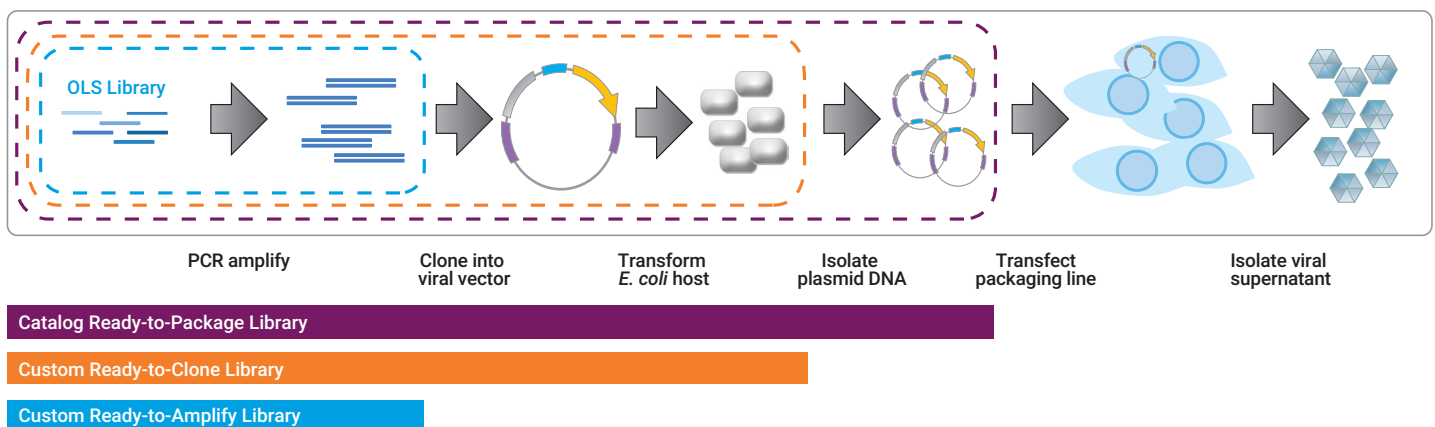 OLS Library
PCR amplify
Clone into
viral vector
Transform
E. coli host
Isolate
plasmid DNA
Transfect
packaging line
Isolate viral
supernatant
Catalog Ready-to-Package Library
Custom Ready-to-Clone Library
Custom Ready-to-Amplify Library